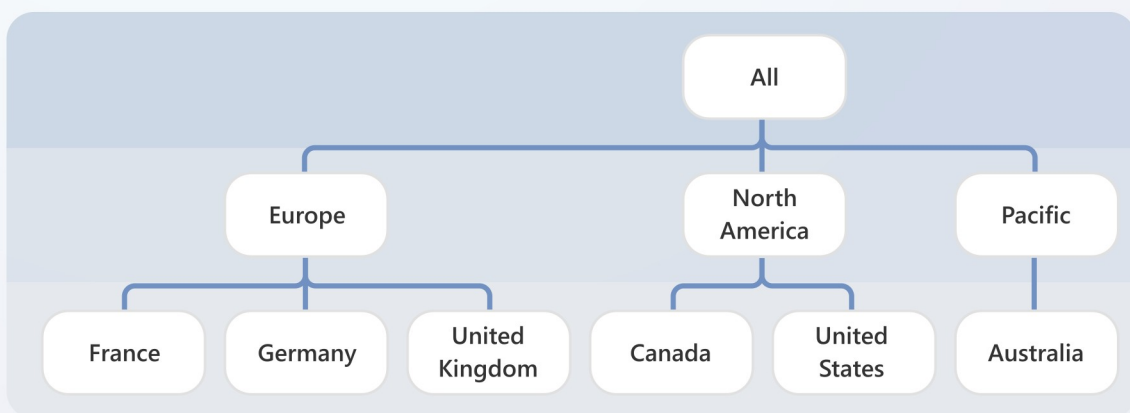 All
Europe
North
America
Pacific
France
Germany
United
Kingdom
Canada
United
States
Australia